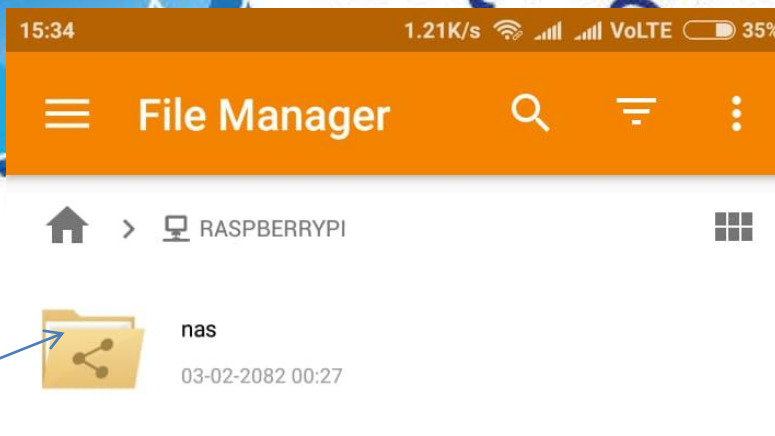 15:34 1.21K/s VoLTE 35%
File Manager
RASPBERRYPI
nas
03-02-2082 00:27